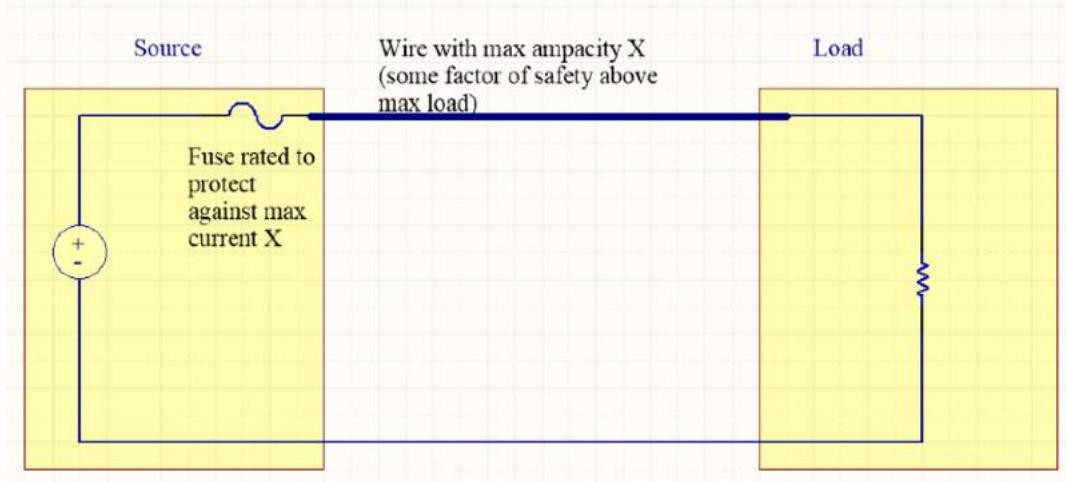 Source
Wire with max ampacity X
(some factor of safety above
max load)
Load
Fuse rated to
protect
against max
current X
+
-